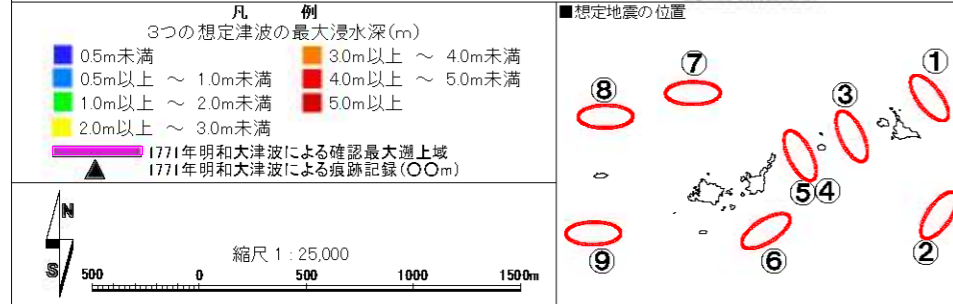 凡 例
3つの想定津波の最大浸水深(m)
0.5m未満
3.0m以上 ～ 4.0m未満
0.5m以上 ～ 1.0m未満
4.0m以上 ～ 5.0m未満
1.0m以上 ～ 2.0m未満
5.0m以上
2.0m以上 ～ 3.0m未満
1771年明和大津波による確認最大遡上域
1771年明和大津波による痕跡記録(〇〇m)
N
S
縮尺 1 : 25,000
500 0 500 1000 1500m
■想定地震の位置
①
⑦
⑧
③
⑤④
②
⑥
⑨